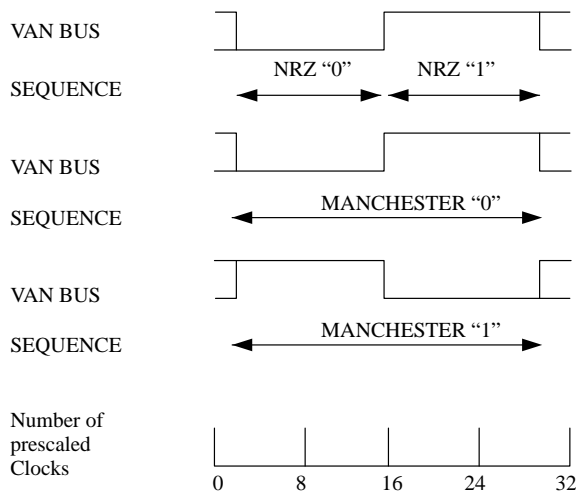 VAN BUS
NRZ “0” NRZ “1”
SEQUENCE
VAN BUS
MANCHESTER “0”
SEQUENCE
VAN BUS
MANCHESTER “1”
SEQUENCE
Number of
prescaled
Clocks
0 8 16 24 32